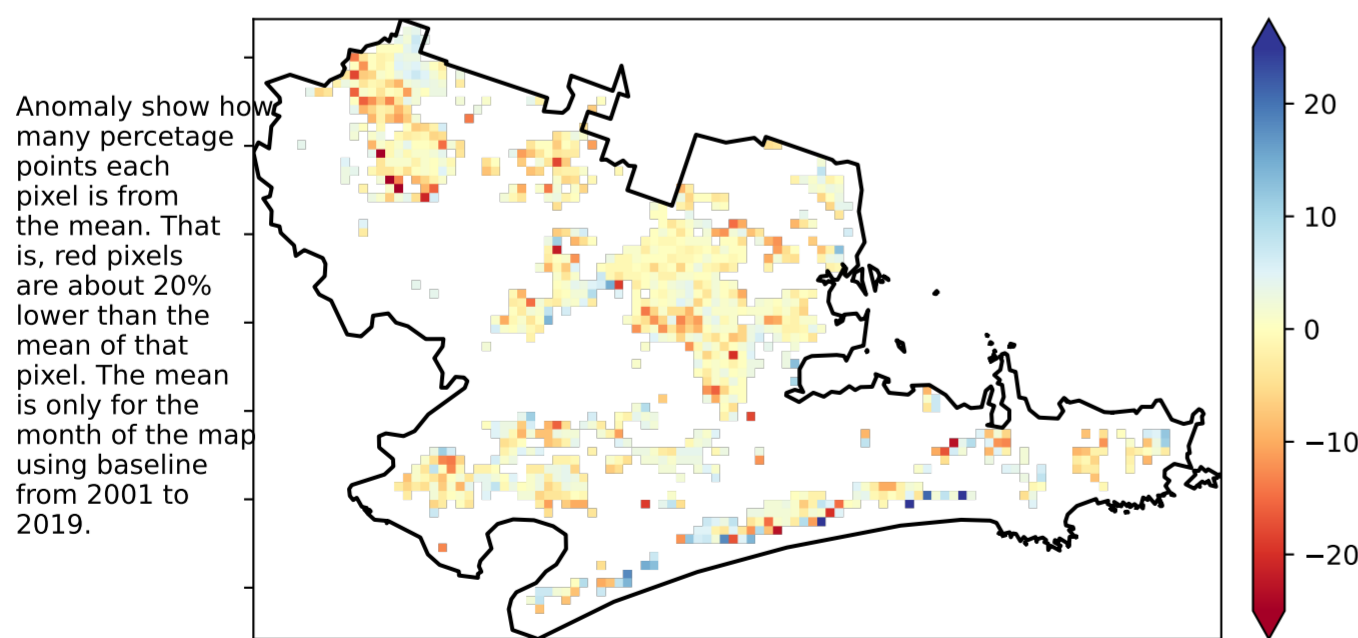 Anomaly show how
many percetage
points each
pixel is from
the mean. That
is, red pixels
are about 20%
lower than the
mean of that
pixel. The mean
is only for the
month of the map
using baseline
from 2001 to
2019.
20
10
0
−10
−20